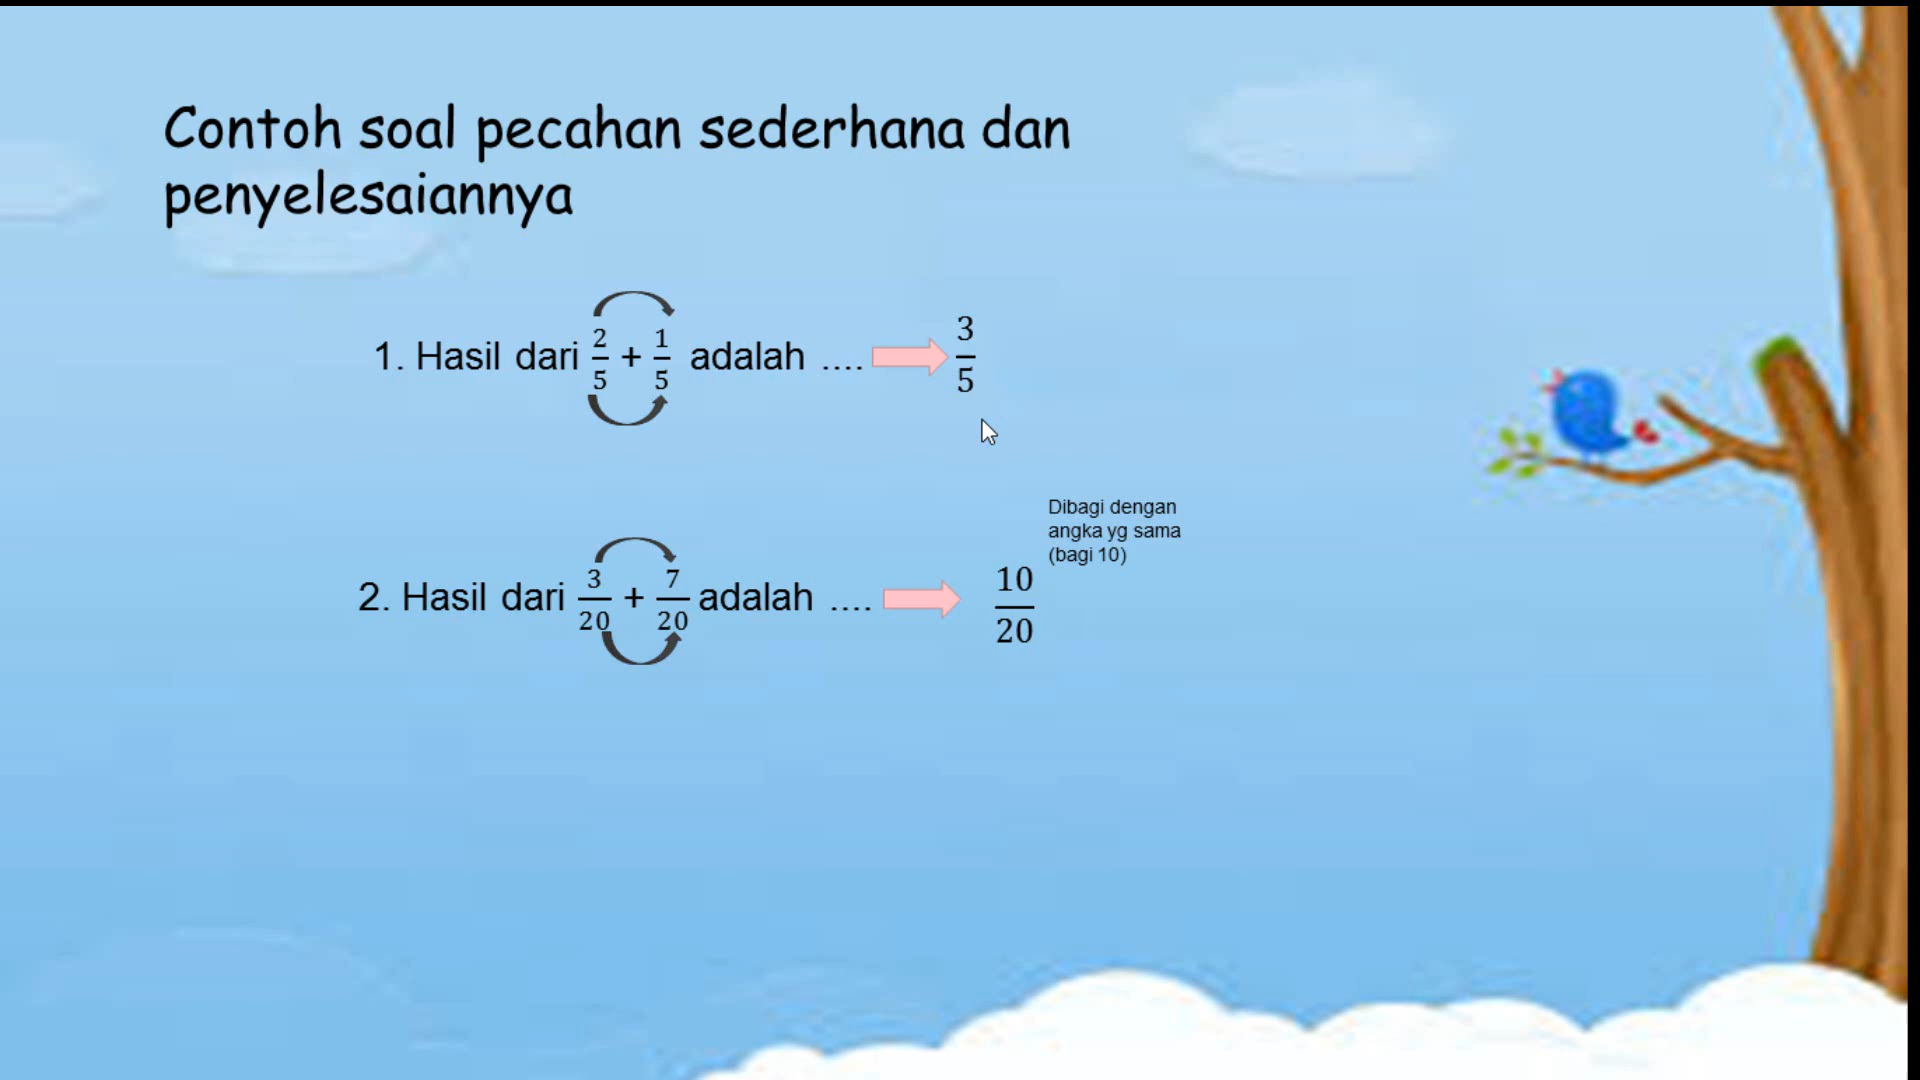 Contoh soal pecahan sederhana dan
penyelesaiannya
1. Hasil dari 2/5 + 1/5 adalah .... 3/5
Dibagi dengan
angka yg sama
(bagi 10)
2. Hasil dari 3/20 + 7/20 adalah .... 10/20